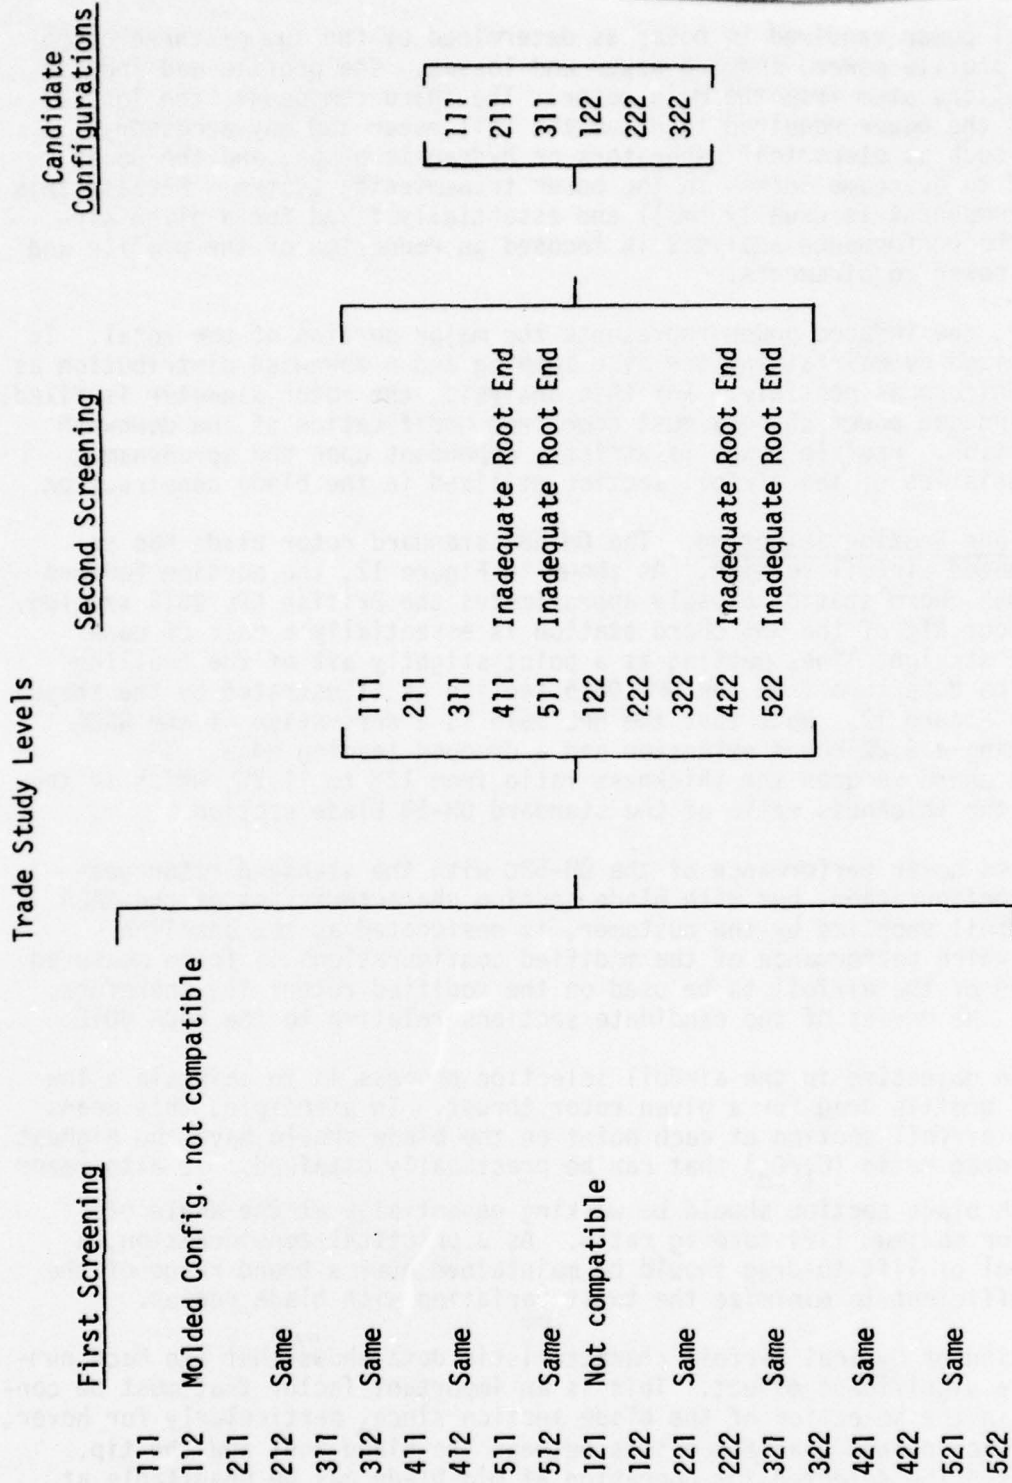 Trade Study Levels
First Screening
111
112 Molded Config. not compatible
211
212 Same
311
312 Same
411
412 Same
511
522 Same
121 Not compatible
122
221 Same
222
321 Same
322
421 Same
422
521 Same
522
Second Screening
111
211
311
411 Inadequate Root End
511 Inadequate Root End
122
222
322
422 Inadequate Root End
522 Inadequate Root End
Candidate
Configurations
111
211
311
122
222
322